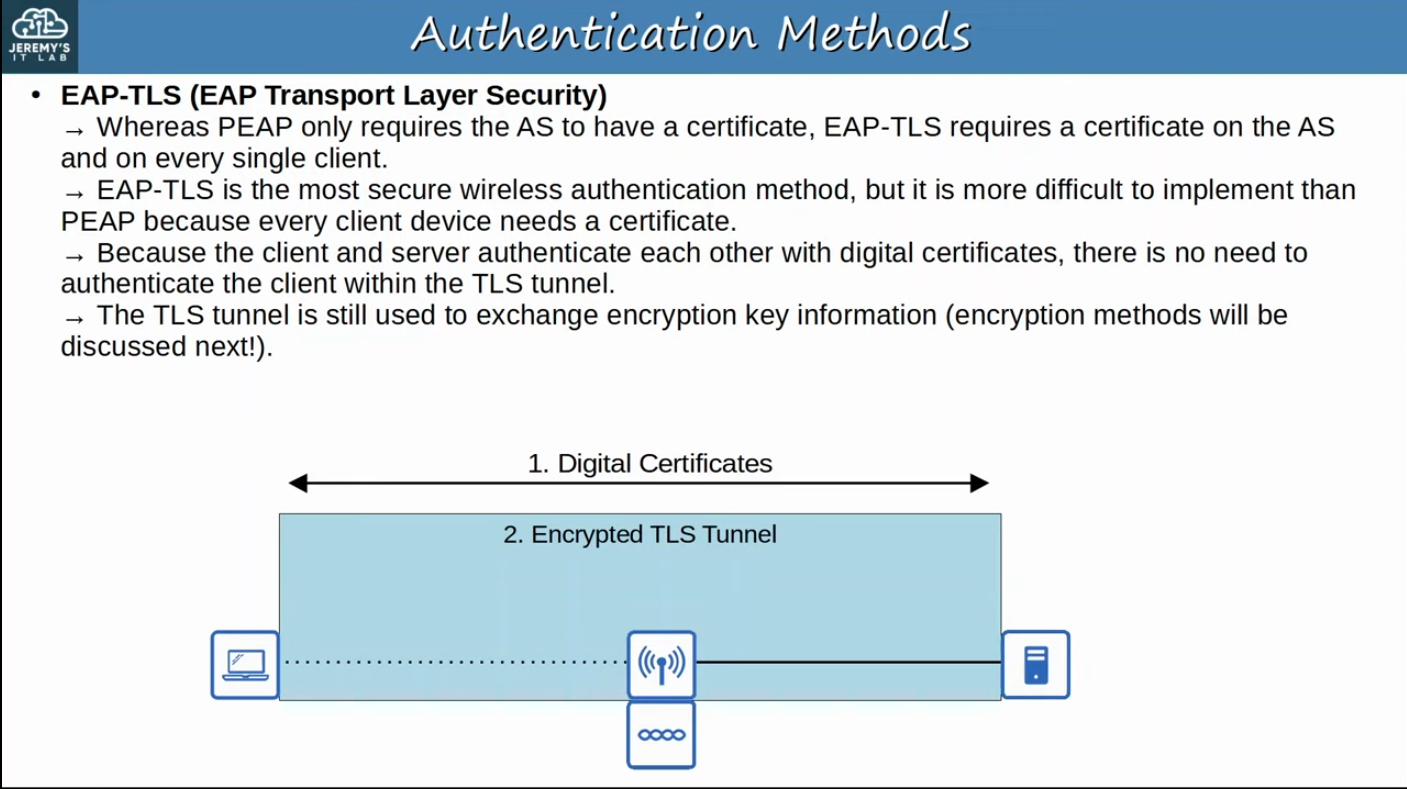 JEREMY'S
IT LAB
Authentication Methods
• EAP-TLS (EAP Transport Layer Security)
→ Whereas PEAP only requires the AS to have a certificate, EAP-TLS requires a certificate on the AS
and on every single client.
→ EAP-TLS is the most secure wireless authentication method, but it is more difficult to implement than
PEAP because every client device needs a certificate.
→ Because the client and server authenticate each other with digital certificates, there is no need to
authenticate the client within the TLS tunnel.
→ The TLS tunnel is still used to exchange encryption key information (encryption methods will be
discussed next!).
1. Digital Certificates
2. Encrypted TLS Tunnel